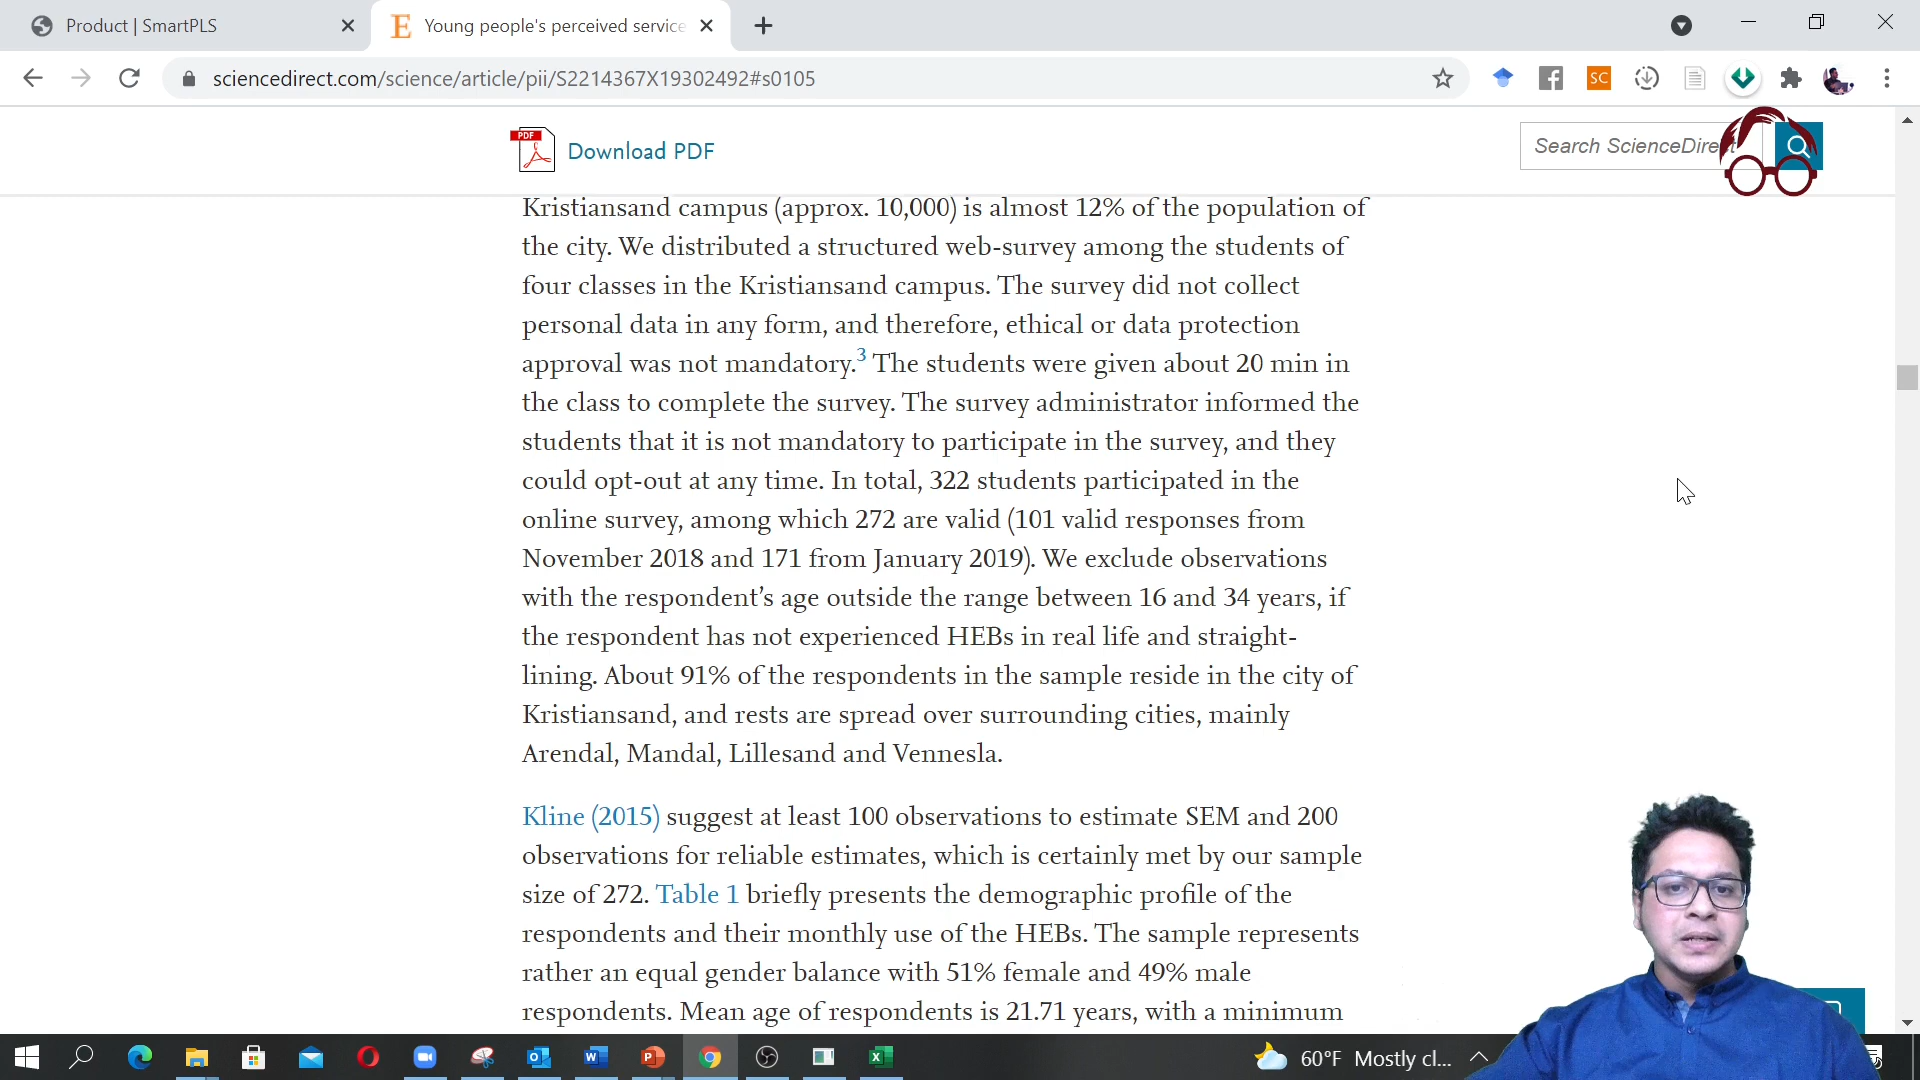 Product | SmartPLS
E Young people's perceived service
sciencedirect.com/science/article/pii/S2214367X19302492#s0105
SC
PDF
Download PDF
Search ScienceDirect
Kristiansand campus (approx. 10,000) is almost 12% of the population of
the city. We distributed a structured web-survey among the students of
four classes in the Kristiansand campus. The survey did not collect
personal data in any form, and therefore, ethical or data protection
approval was not mandatory.3 The students were given about 20 min in
the class to complete the survey. The survey administrator informed the
students that it is not mandatory to participate in the survey, and they
could opt-out at any time. In total, 322 students participated in the
online survey, among which 272 are valid (101 valid responses from
November 2018 and 171 from January 2019). We exclude observations
with the respondent’s age outside the range between 16 and 34 years, if
the respondent has not experienced HEBs in real life and straight-
lining. About 91% of the respondents in the sample reside in the city of
Kristiansand, and rests are spread over surrounding cities, mainly
Arendal, Mandal, Lillesand and Vennesla.
Kline (2015) suggest at least 100 observations to estimate SEM and 200
observations for reliable estimates, which is certainly met by our sample
size of 272. Table 1 briefly presents the demographic profile of the
respondents and their monthly use of the HEBs. The sample represents
rather an equal gender balance with 51% female and 49% male
respondents. Mean age of respondents is 21.71 years, with a minimum
60°F Mostly cl...